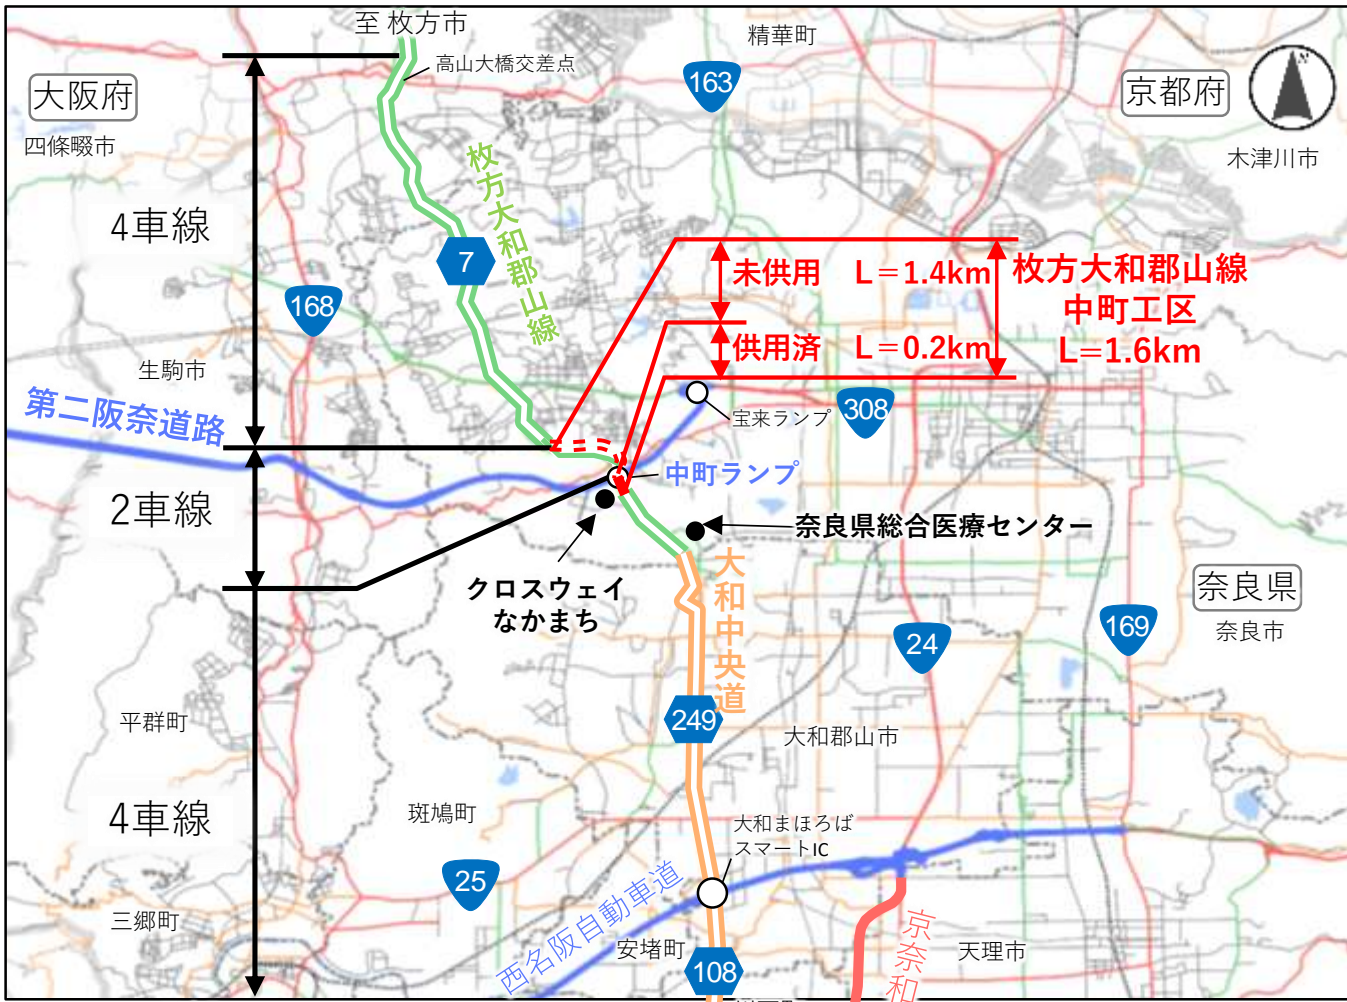 至 枚方市
高山大橋交差点
精華町
163
大阪府
四條畷市
京都府
N
木津川市
4車線
枚方大和郡山線
7
168
未供用 L=1.4km
供用済 L=0.2km
枚方大和郡山線
中町工区
L=1.6km
生駒市
第二阪奈道路
宝来ランプ
308
中町ランプ
2車線
奈良県総合医療センター
クロスウェイ
なかまち
大和中央道
奈良県
奈良市
24
169
249
平群町
大和郡山市
4車線
斑鳩町
大和まほろば
スマートIC
25
西名阪自動車道
三郷町
安堵町
108
京奈和
天理市